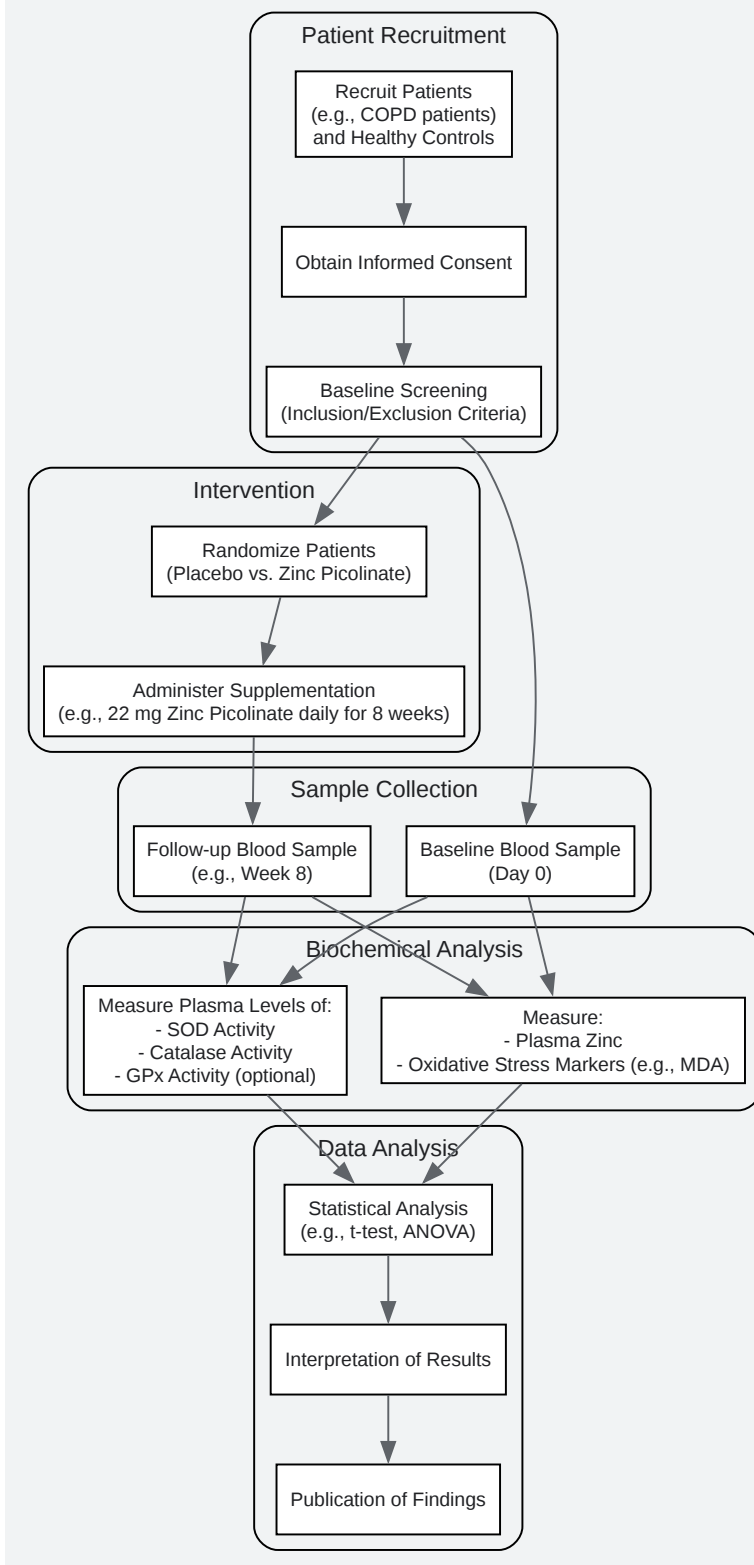 Patient Recruitment
Recruit Patients
(e.g., COPD patients)
and Healthy Controls
Obtain Informed Consent
Baseline Screening
(Inclusion/Exclusion Criteria)
Intervention
Randomize Patients
(Placebo vs. Zinc Picolinate)
Administer Supplementation
(e.g., 22 mg Zinc Picolinate daily for 8 weeks)
Sample Collection
Follow-up Blood Sample
(e.g., Week 8)
Baseline Blood Sample
(Day 0)
Biochemical Analysis
Measure Plasma Levels of:
- SOD Activity
- Catalase Activity
- GPx Activity (optional)
Measure:
- Plasma Zinc
- Oxidative Stress Markers (e.g., MDA)
Data Analysis
Statistical Analysis
(e.g., t-test, ANOVA)
Interpretation of Results
Publication of Findings